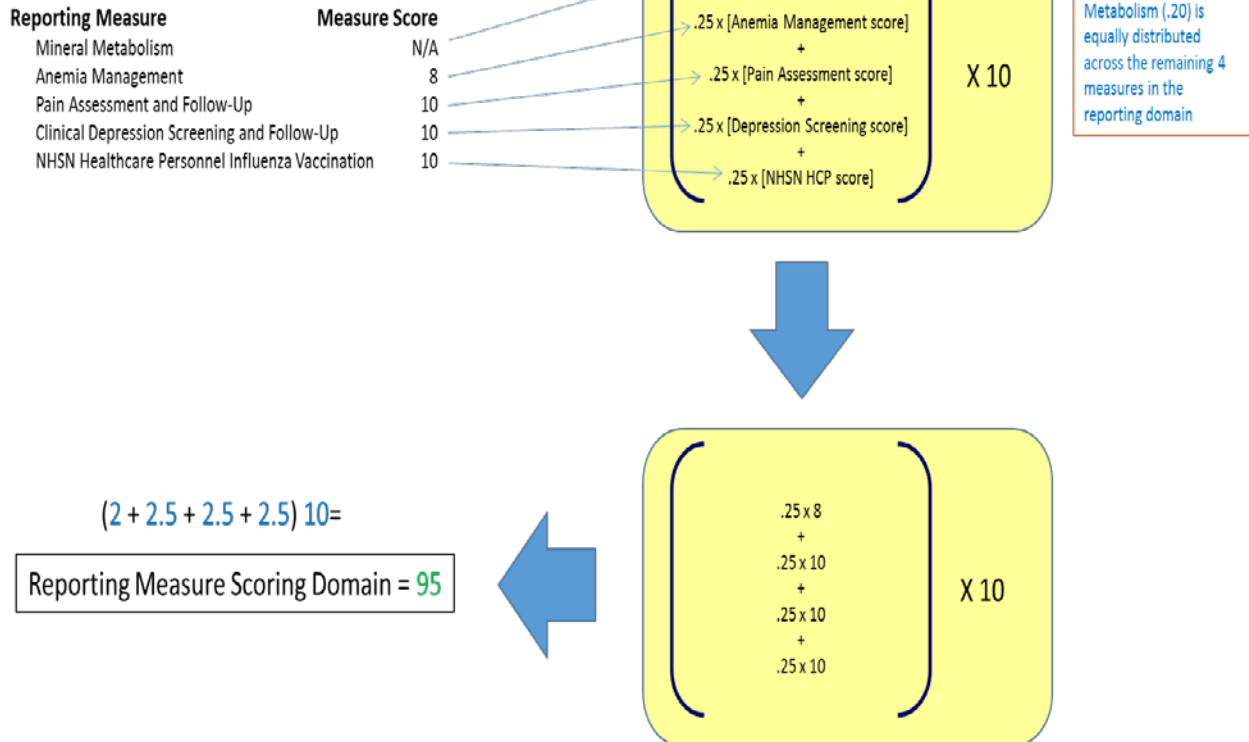 Reporting Measure Measure Score
Mineral Metabolism N/A
Anemia Management 8
Pain Assessment and Follow-Up 10
Clinical Depression Screening and Follow-Up 10
NHSN Healthcare Personnel Influenza Vaccination 10
.25 x [Anemia Management score]
+
.25 x [Pain Assessment score]
+
.25 x [Depression Screening score]
+
.25 x [NHSN HCP score]
X 10
Metabolism (.20) is
equally distributed
across the remaining 4
measures in the
reporting domain
(2 + 2.5 + 2.5 + 2.5) 10=
Reporting Measure Scoring Domain = 95
.25 x 8
+
.25 x 10
+
.25 x 10
+
.25 x 10
X 10